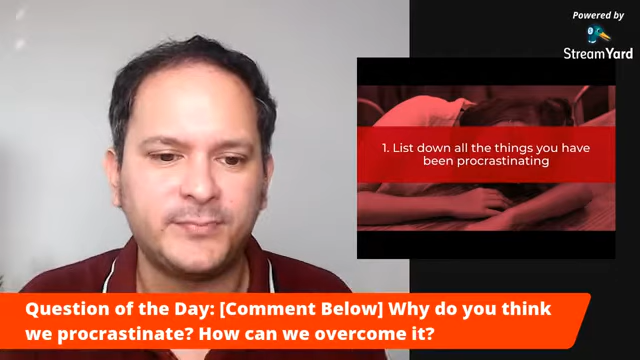 Powered by
StreamYard
1. List down all the things you have
been procrastinating
Question of the Day: [Comment Below] Why do you think
we procrastinate? How can we overcome it?